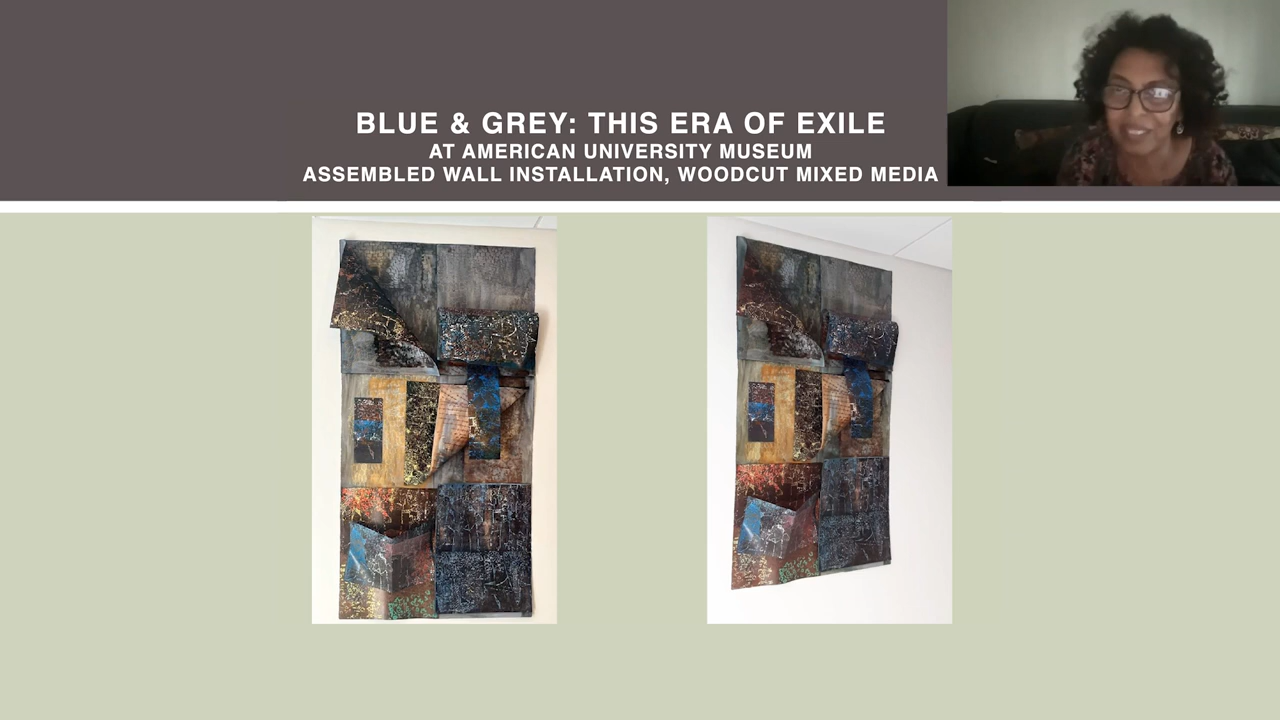 BLUE & GREY: THIS ERA OF EXILE
AT AMERICAN UNIVERSITY MUSEUM
ASSEMBLED WALL INSTALLATION, WOODCUT MIXED MEDIA